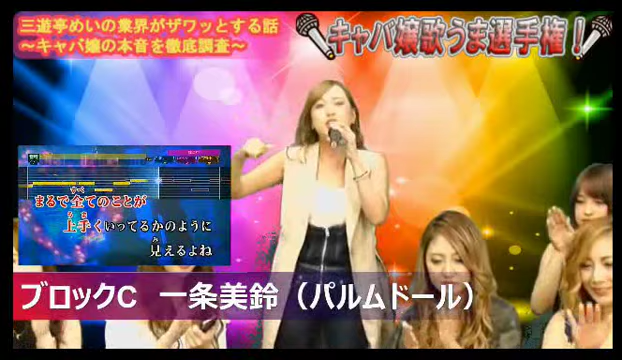 三遊亭めいの業界がザワッとする話
～キャバ嬢の本音を徹底調査～
キャバ嬢歌うま選手権！
まるで全てのことが
上手くいってるかのように
見えるよね
ブロックC 一条美鈴（パルムドール）